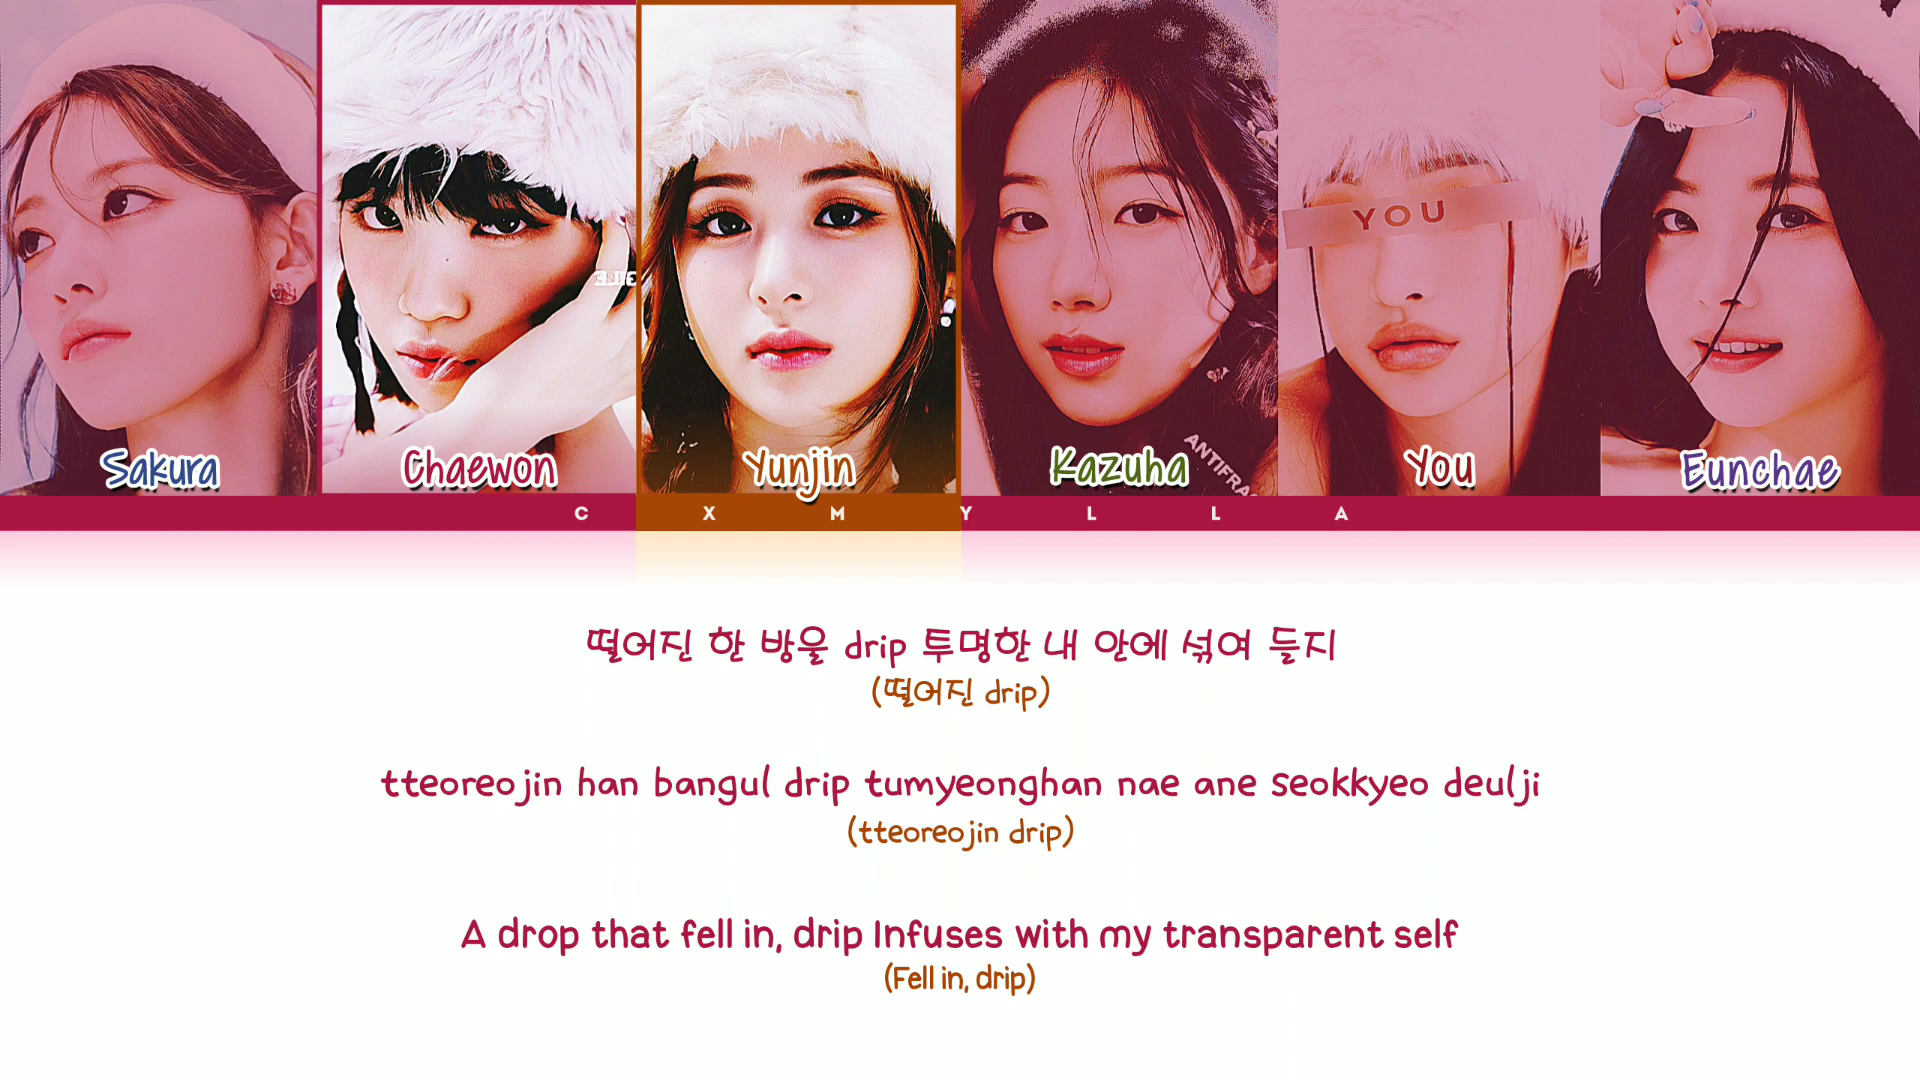 YOU
ANTIFRA
Sakura
Chaewon
Yunjin
Kazuha
You
Eunchae
C X M Y L L A
떨어진 한 방울 drip 투명한 내 안에 섞여 들지
(떨어진 drip)
tteoreojin han bangul drip tumyeonghan nae ane seokkyeo deulji
(tteoreojin drip)
A drop that fell in, drip Infuses with my transparent self
(Fell in, drip)